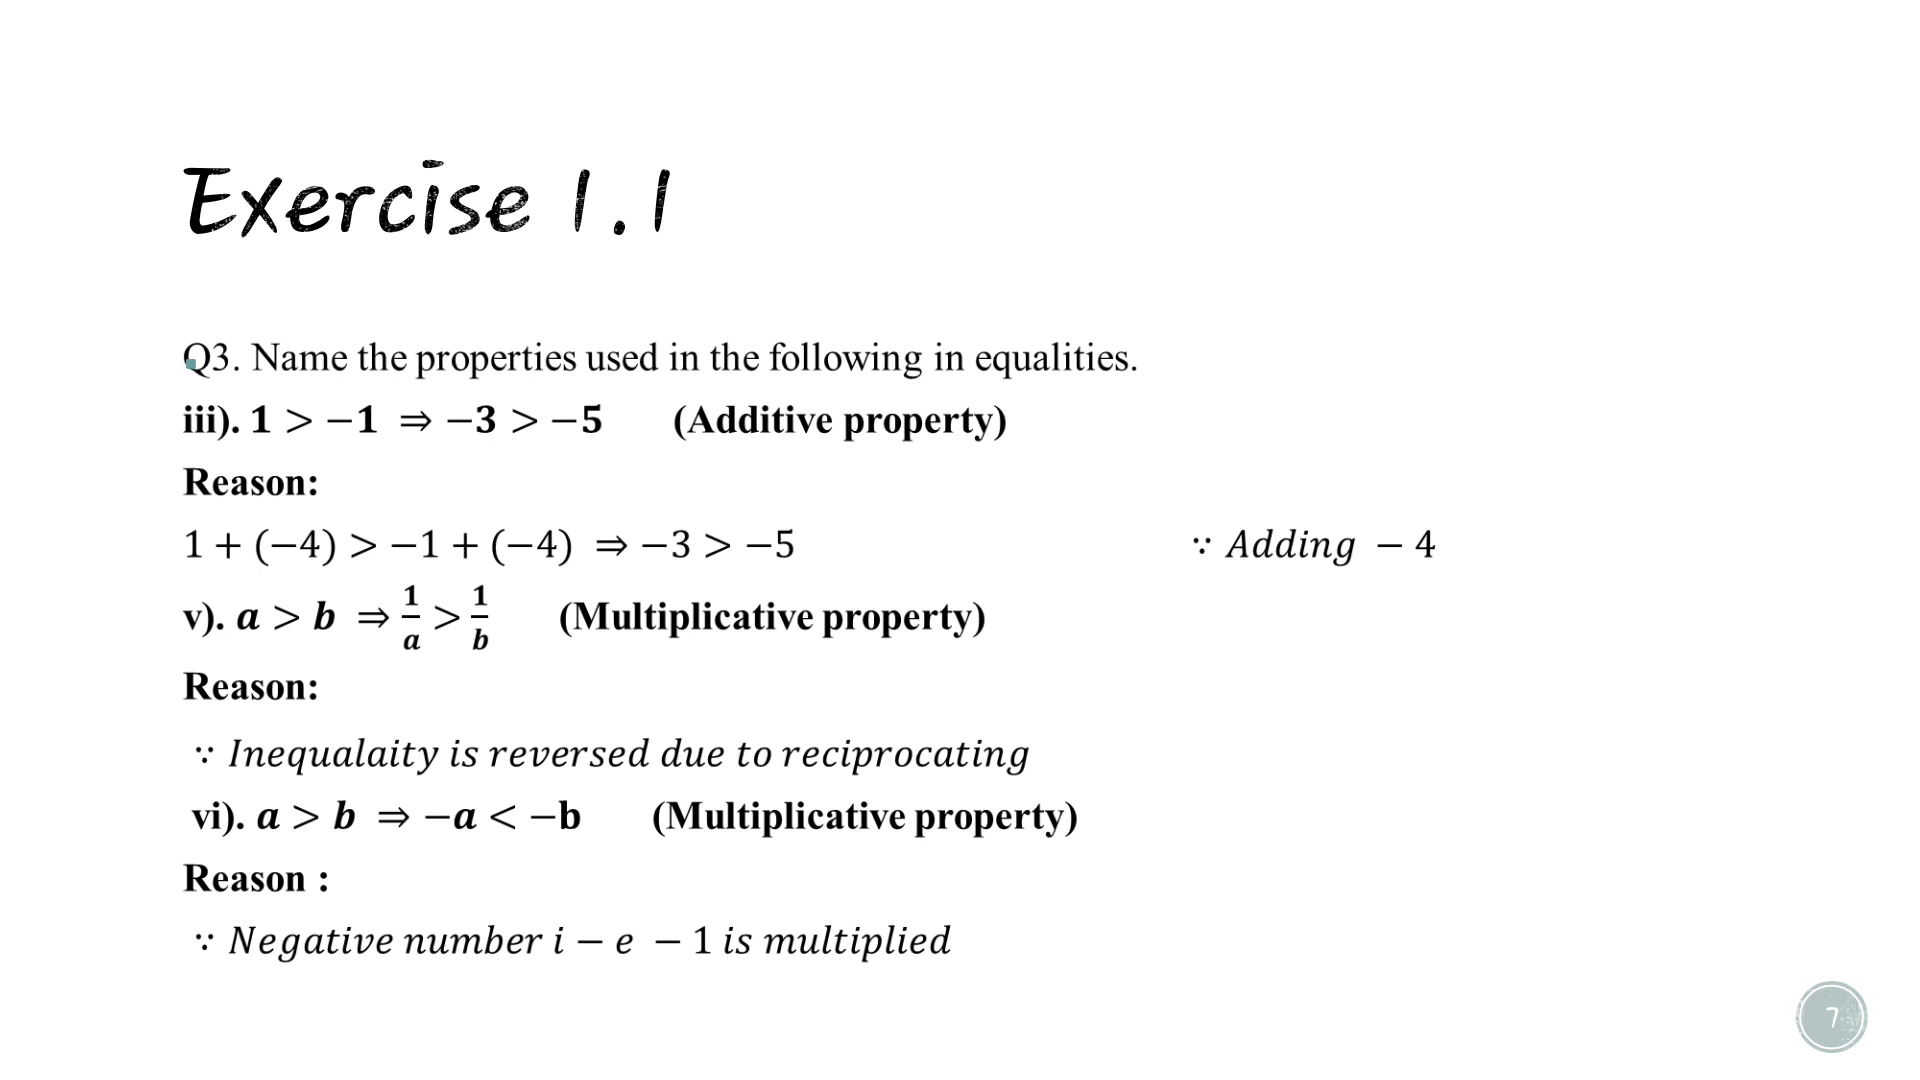 Exercise 1.1
Q3. Name the properties used in the following in equalities.
iii). 1 > −1 ⇒ −3 > −5 (Additive property)
Reason:
1 + (−4) > −1 + (−4) ⇒ −3 > −5 ∵ Adding − 4
v). a > b ⇒ 1/a > 1/b (Multiplicative property)
Reason:
∵ Inequalaity is reversed due to reciprocating
vi). a > b ⇒ −a < −b (Multiplicative property)
Reason :
∵ Negative number i − e − 1 is multiplied
7